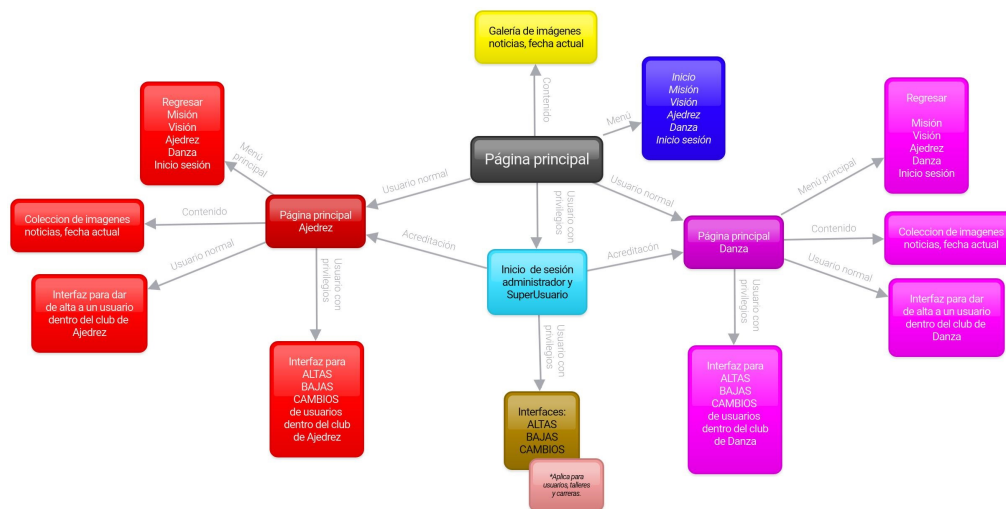 Galería de imágenes
noticias, fecha actual
Contenido
Inicio
Misión
Visión
Ajedrez
Danza
Inicio sesión
Menú
Página principal
Regresar
Misión
Visión
Ajedrez
Danza
Inicio sesión
Menú
principal
Usuario normal
Coleccion de imagenes
noticias, fecha actual
Contenido
Página principal
Ajedrez
Usuario normal
Interfaz para dar
de alta a un usuario
dentro del club de
Ajedrez
Usuario con
privilegios
Interfaz para
ALTAS
BAJAS
CAMBIOS
de usuarios
dentro del club
de Ajedrez
Acreditación
Usuario con
privilegios
Inicio de sesión
administrador y
SuperUsuario
Usuario con
privilegios
Interfaces:
ALTAS
BAJAS
CAMBIOS
*Aplica para
usuarios, talleres
y carreras.
Acreditacón
Usuario normal
Página principal
Danza
Menú principal
Regresar
Misión
Visión
Ajedrez
Danza
Inicio sesión
Contenido
Coleccion de imagenes
noticias, fecha actual
Usuario normal
Interfaz para dar
de alta a un usuario
dentro del club de
Danza
Usuario con
privilegios
Interfaz para
ALTAS
BAJAS
CAMBIOS
de usuarios
dentro del club
de Danza